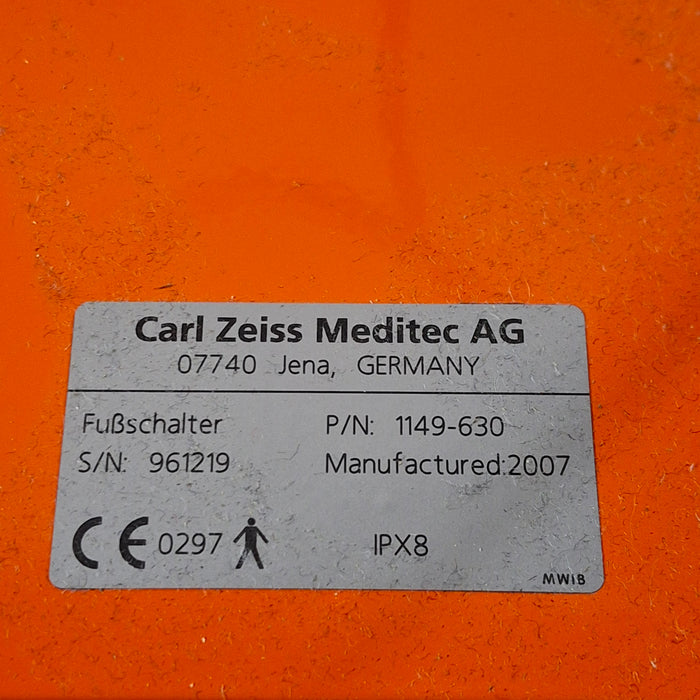 Carl Zeiss Meditec AG
07740 Jena, GERMANY
Fußschalter P/N: 1149-630
S/N: 961219 Manufactured:2007
CE 0297 IPX8
MWiB